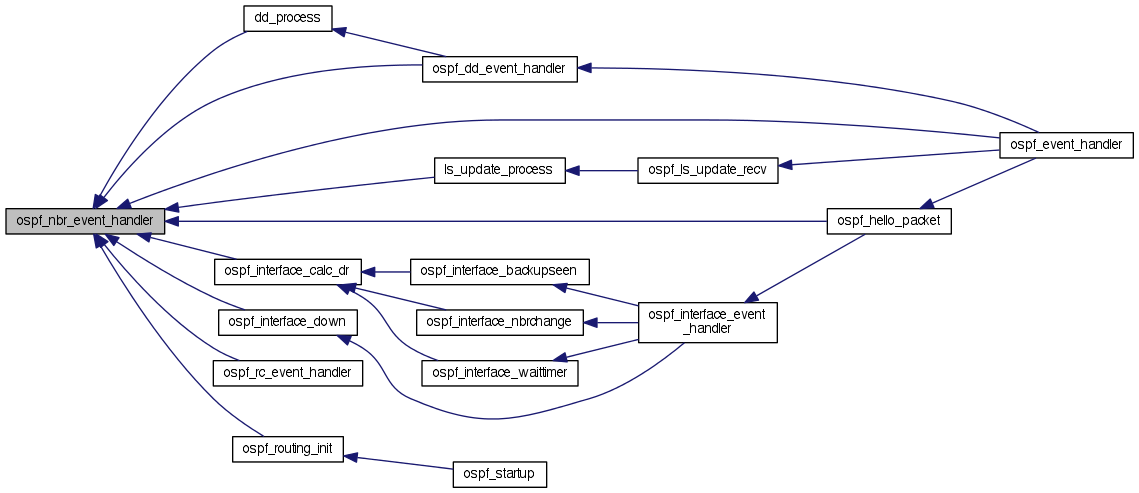 dd_process
ospf_dd_event_handler
ospf_event_handler
ls_update_process
ospf_ls_update_recv
ospf_nbr_event_handler
ospf_hello_packet
ospf_interface_calc_dr
ospf_interface_backupseen
ospf_interface_down
ospf_interface_nbrchange
ospf_interface_event
_handler
ospf_rc_event_handler
ospf_interface_waittimer
ospf_routing_init
ospf_startup